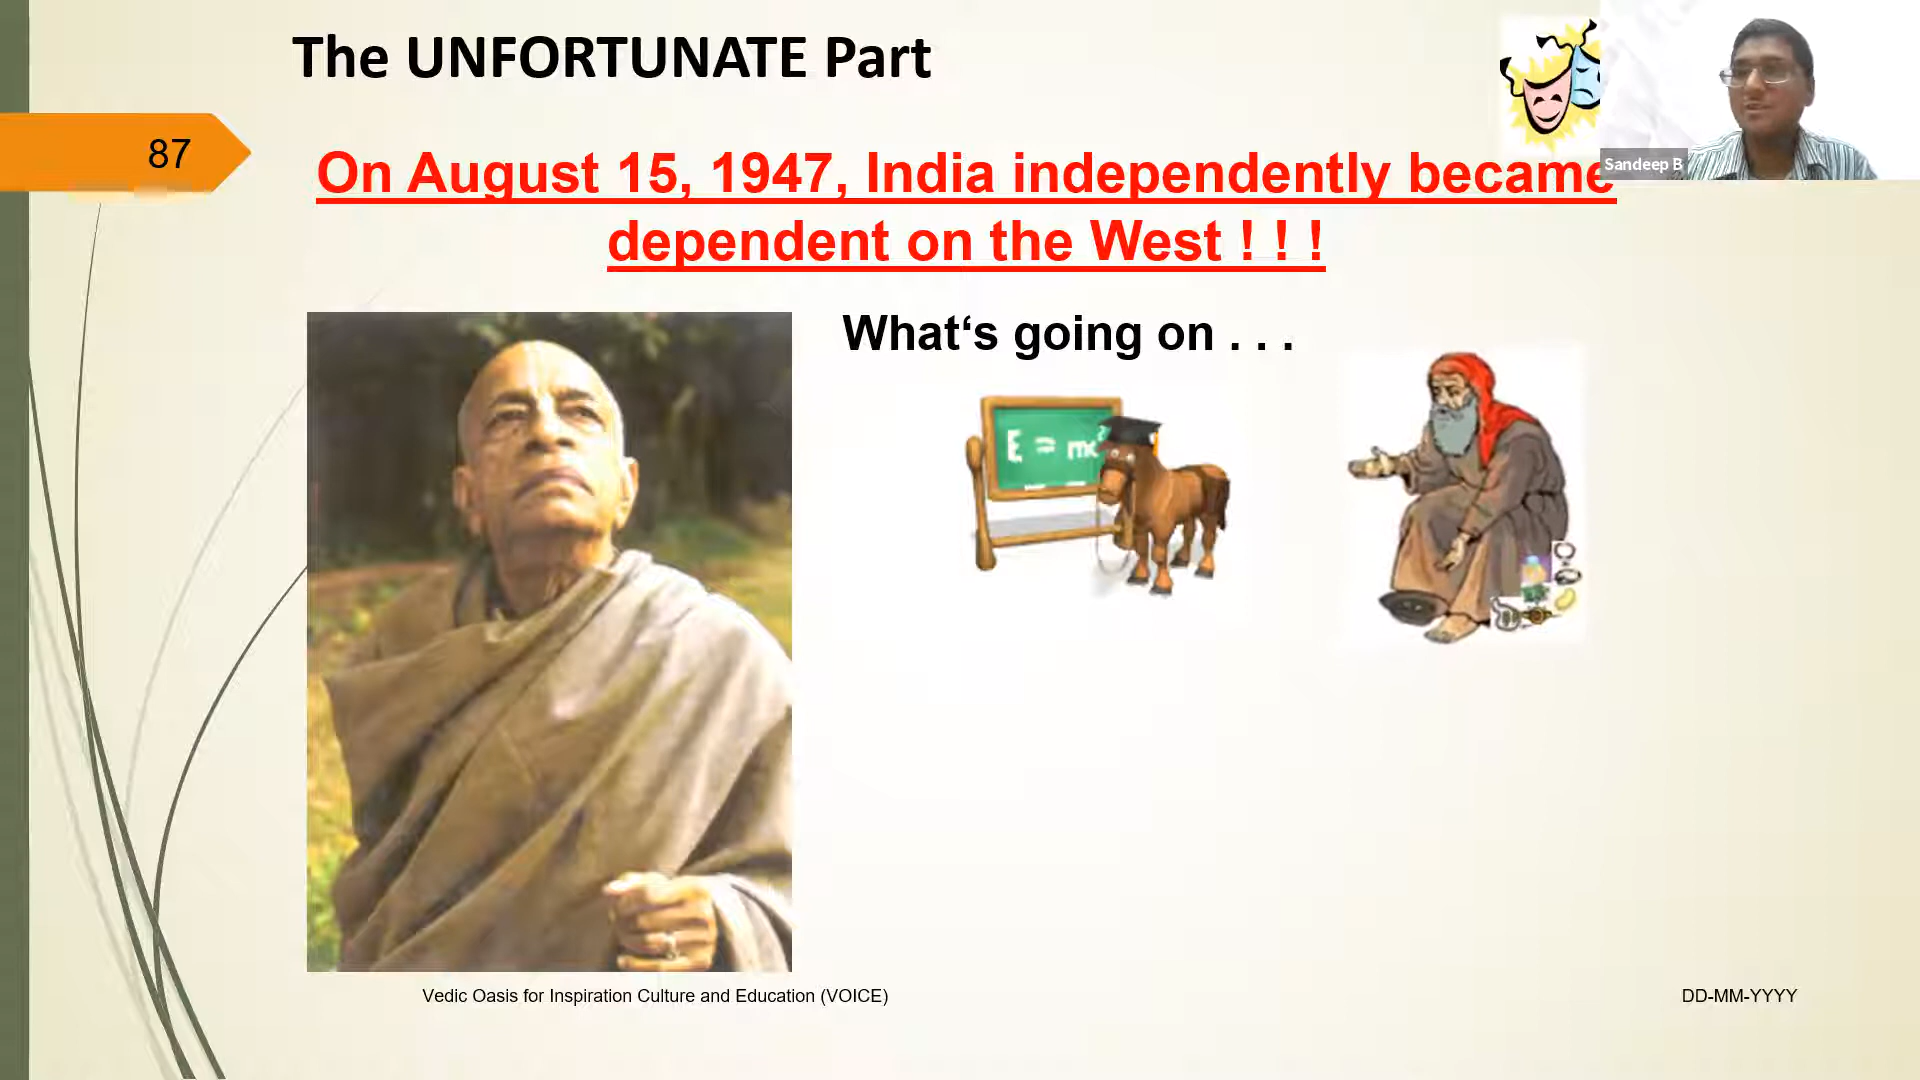 The UNFORTUNATE Part
87
Sandeep B
On August 15, 1947, India independently became
dependent on the West ! ! !
What‘s going on . . .
E = mc
Vedic Oasis for Inspiration Culture and Education (VOICE)
DD-MM-YYYY